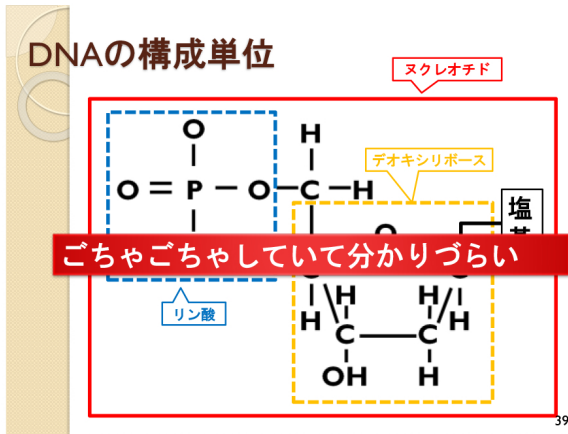 DNAの構成単位
ヌクレオチド
O H
デオキシリボース
O = P — O — C — H
塩
ごちゃごちゃしていて分かりづらい
リン酸
H H H H
C C
OH H
39